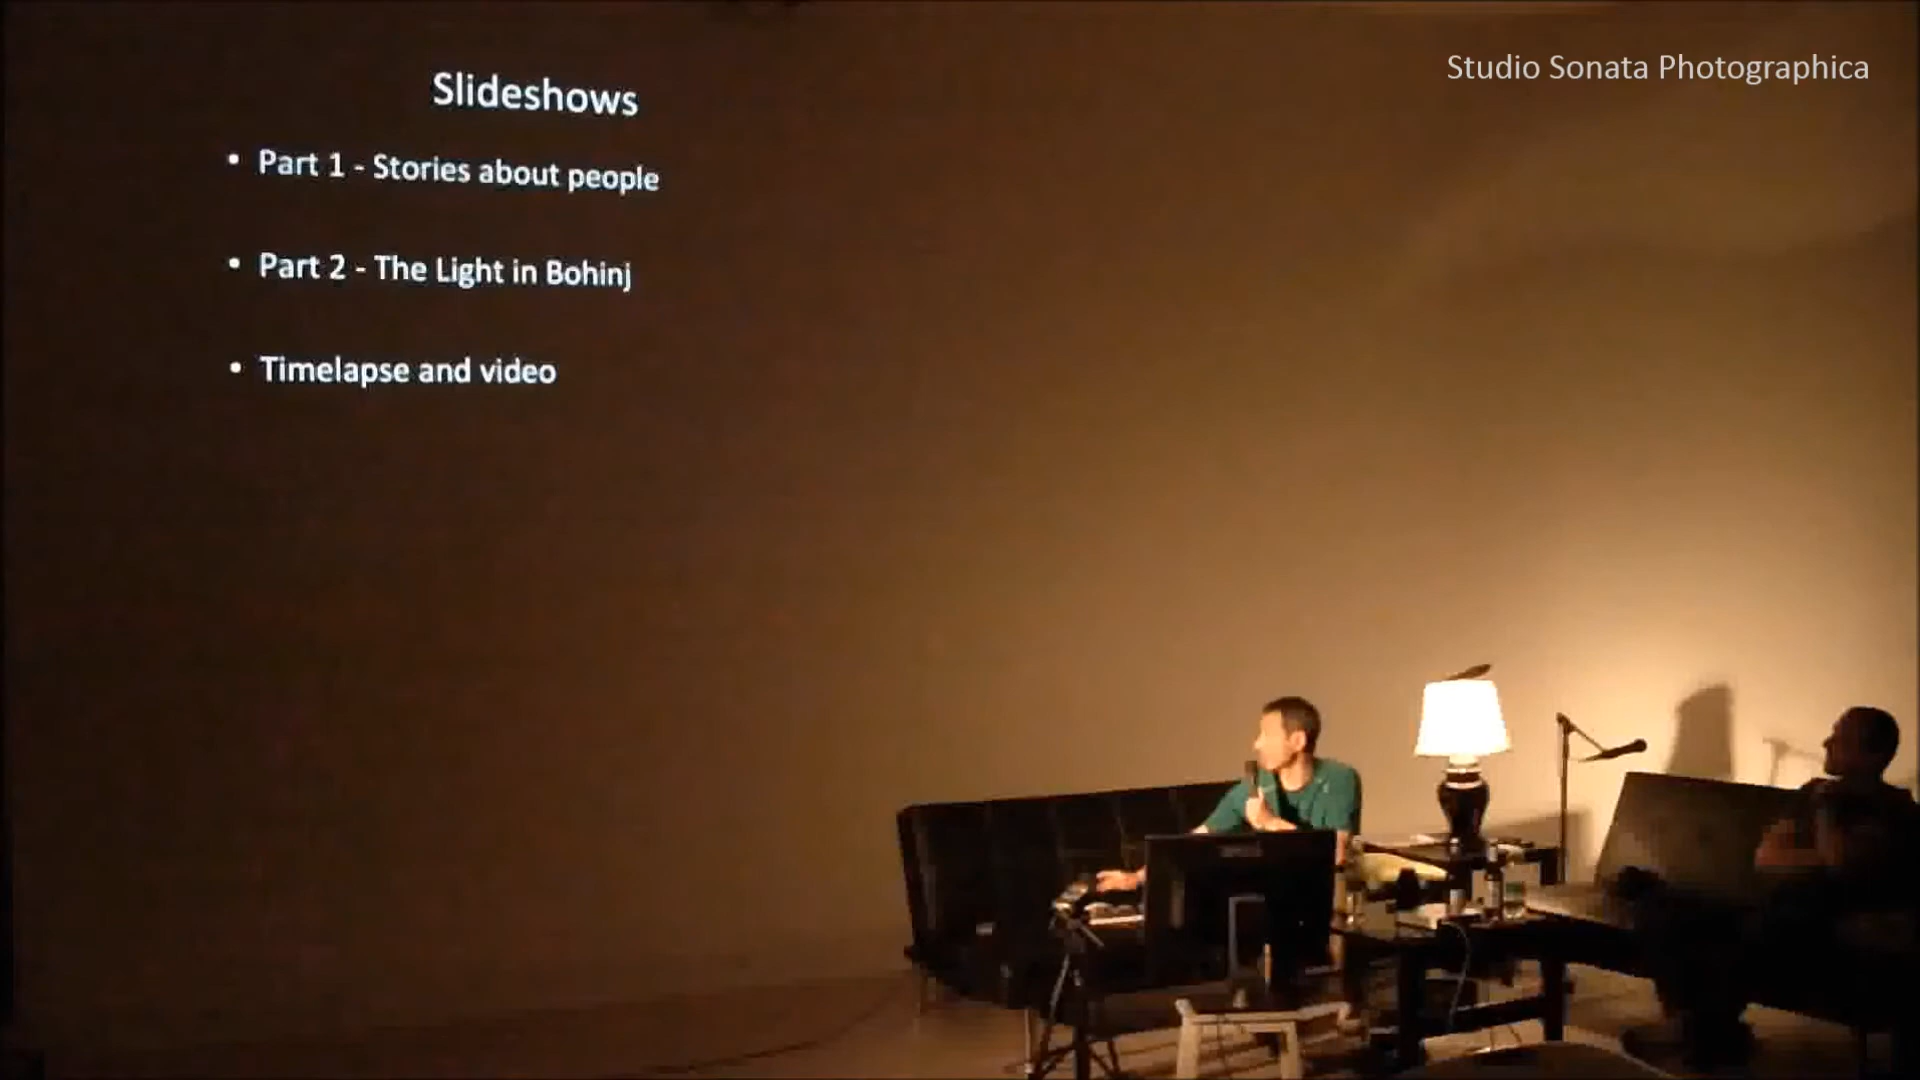 Studio Sonata Photographica
Slideshows
• Part 1 - Stories about people
• Part 2 - The Light in Bohinj
• Timelapse and video